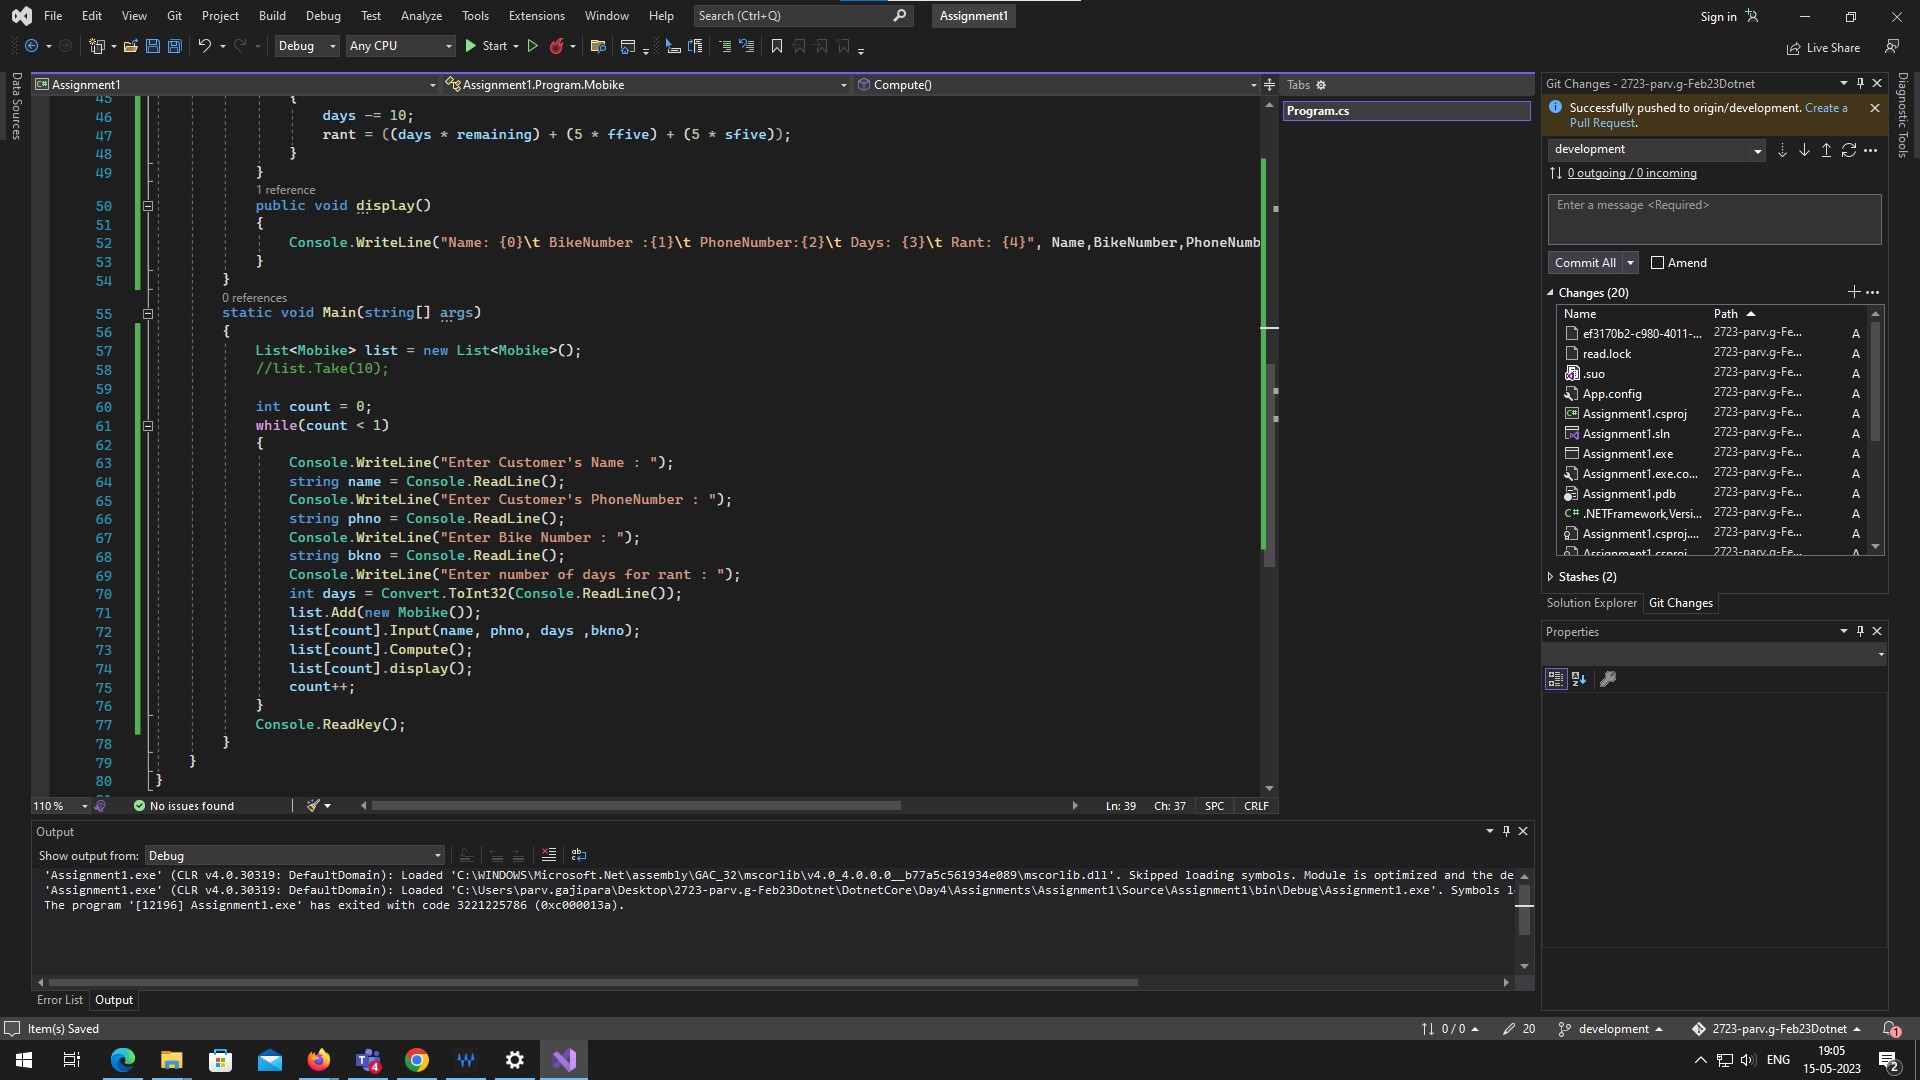 File Edit View Git Project Build Debug Test Analyze Tools Extensions Window Help Search (Ctrl+Q) Assignment1 Sign in
Debug Any CPU Start Live Share
Data Sources
Assignment1 Assignment1.Program.Mobike Compute()
45 {
46 days -= 10;
47 rant = ((days * remaining) + (5 * ffive) + (5 * sfive));
48 }
49 }
1 reference
50 public void display()
51 {
52 Console.WriteLine("Name: {0}\t BikeNumber :{1}\t PhoneNumber:{2}\t Days: {3}\t Rant: {4}", Name,BikeNumber,PhoneNumb
53 }
54 }
0 references
55 static void Main(string[] args)
56 {
57 List<Mobike> list = new List<Mobike>();
58 //list.Take(10);
59
60 int count = 0;
61 while(count < 1)
62 {
63 Console.WriteLine("Enter Customer's Name : ");
64 string name = Console.ReadLine();
65 Console.WriteLine("Enter Customer's PhoneNumber : ");
66 string phno = Console.ReadLine();
67 Console.WriteLine("Enter Bike Number : ");
68 string bkno = Console.ReadLine();
69 Console.WriteLine("Enter number of days for rant : ");
70 int days = Convert.ToInt32(Console.ReadLine());
71 list.Add(new Mobike());
72 list[count].Input(name, phno, days ,bkno);
73 list[count].Compute();
74 list[count].display();
75 count++;
76 }
77 Console.ReadKey();
78 }
79 }
80 }
110 % No issues found Ln: 39 Ch: 37 SPC CRLF
Tabs
Program.cs
Output
Show output from: Debug
'Assignment1.exe' (CLR v4.0.30319: DefaultDomain): Loaded 'C:\WINDOWS\Microsoft.Net\assembly\GAC_32\mscorlib\v4.0_4.0.0.0__b77a5c561934e089\mscorlib.dll'. Skipped loading symbols. Module is optimized and the de
'Assignment1.exe' (CLR v4.0.30319: DefaultDomain): Loaded 'C:\Users\parv.gajipara\Desktop\2723-parv.g-Feb23Dotnet\DotnetCore\Day4\Assignments\Assignment1\Source\Assignment1\bin\Debug\Assignment1.exe'. Symbols l
The program '[12196] Assignment1.exe' has exited with code 3221225786 (0xc000013a).
Error List Output
Git Changes - 2723-parv.g-Feb23Dotnet
Successfully pushed to origin/development. Create a
Pull Request.
development
0 outgoing / 0 incoming
Enter a message <Required>
Commit All Amend
Changes (20)
Name Path
ef3170b2-c980-4011-... 2723-parv.g-Fe... A
read.lock 2723-parv.g-Fe... A
.suo 2723-parv.g-Fe... A
App.config 2723-parv.g-Fe... A
Assignment1.csproj 2723-parv.g-Fe... A
Assignment1.sln 2723-parv.g-Fe... A
Assignment1.exe 2723-parv.g-Fe... A
Assignment1.exe.co... 2723-parv.g-Fe... A
Assignment1.pdb 2723-parv.g-Fe... A
.NETFramework,Versi... 2723-parv.g-Fe... A
Assignment1.csproj.... 2723-parv.g-Fe... A
Assignment1.csproj... 2723-parv.g-Fe... A
Stashes (2)
Solution Explorer Git Changes
Properties
Diagnostic Tools
Item(s) Saved 0 / 0 20 development 2723-parv.g-Feb23Dotnet 1
4 ENG 19:05
15-05-2023 2